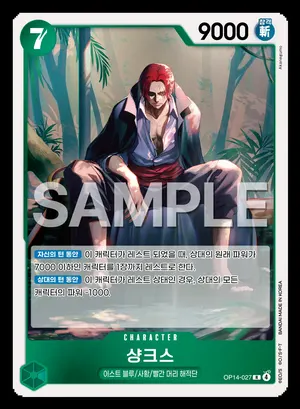 7
9000
참격
斬
SAMPLE
자신의 턴 동안 이 캐릭터가 레스트 되었을 때, 상대의 원래 파워가
7000 이하인 캐릭터를 1장까지 레스트로 한다.
상대의 턴 동안 이 캐릭터가 레스트 상태인 경우, 상대의 모든
캐릭터의 파워 -1000.
CHARACTER
샹크스
이스트 블루/사황/빨간 머리 해적단
OP14-027 R 4
BANDAI MADE IN KOREA